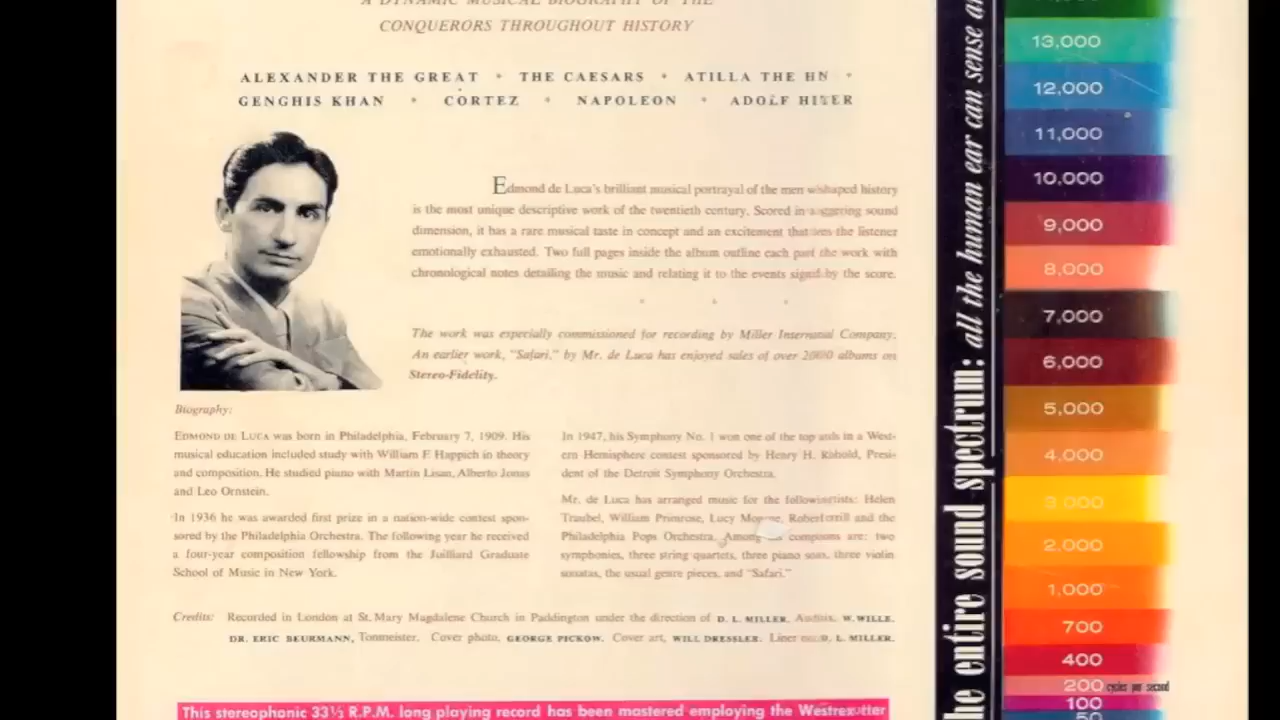 A DYNAMIC MUSICAL BIOGRAPHY OF THE
CONQUERORS THROUGHOUT HISTORY
ALEXANDER THE GREAT • THE CAESARS • ATILLA THE HN •
GENGHIS KHAN • CORTEZ • NAPOLEON • ADOLF HITER
Edmond de Luca's brilliant musical portrayal of the men shaped history
is the most unique descriptive work of the twentieth century. Scored in sound
dimension, it has a rare musical taste in concept and an excitement that the listener
emotionally exhausted. Two full pages inside the album outline each part the work with
chronological notes detailing the music and relating it to the events by the score.
The work was especially commissioned for recording by Miller Company.
An earlier work, "Safari," by Mr. de Luca has enjoyed sales of over albums on
Stereo-Fidelity.
Biography:
EDMOND DE LUCA was born in Philadelphia, February 7, 1909. His
musical education included study with William F. Happich in theory
and composition. He studied piano with Martin Lisan, Alberto Jonas
and Leo Ornstein.
In 1936 he was awarded first prize in a nation-wide contest spon-
sored by the Philadelphia Orchestra. The following year he received
a four-year composition fellowship from the Juilliard Graduate
School of Music in New York.
In 1947, his Symphony No. 1 won one of the top in a West-
ern Hemisphere contest sponsored by Henry H. Presi-
dent of the Detroit Symphony Orchestra.
Mr. de Luca has arranged music for the Helen
Traubel, William Primrose, Lucy and the
Philadelphia Pops Orchestra. Among are: two
symphonies, three string quartets, three piano three violin
sonatas, the usual genre pieces, and "Safari."
Credits: Recorded in London at St. Mary Magdalene Church in Paddington under the direction of D. L. MILLER. W. WILLE.
DR. ERIC BEURMANN, Tonmeister. Cover photo, GEORGE PICKOW. Cover art, WILL DRESSLER. Liner L. MILLER.
This stereophonic 33⅓ R.P.M. long playing record has been mastered employing the
he entire sound spectrum: all the human ear can sense
13,000
12,000
11,000
10,000
9,000
8,000
7,000
6,000
5,000
4,000
3,000
2,000
1,000
700
400
200 cycles per second
100
50